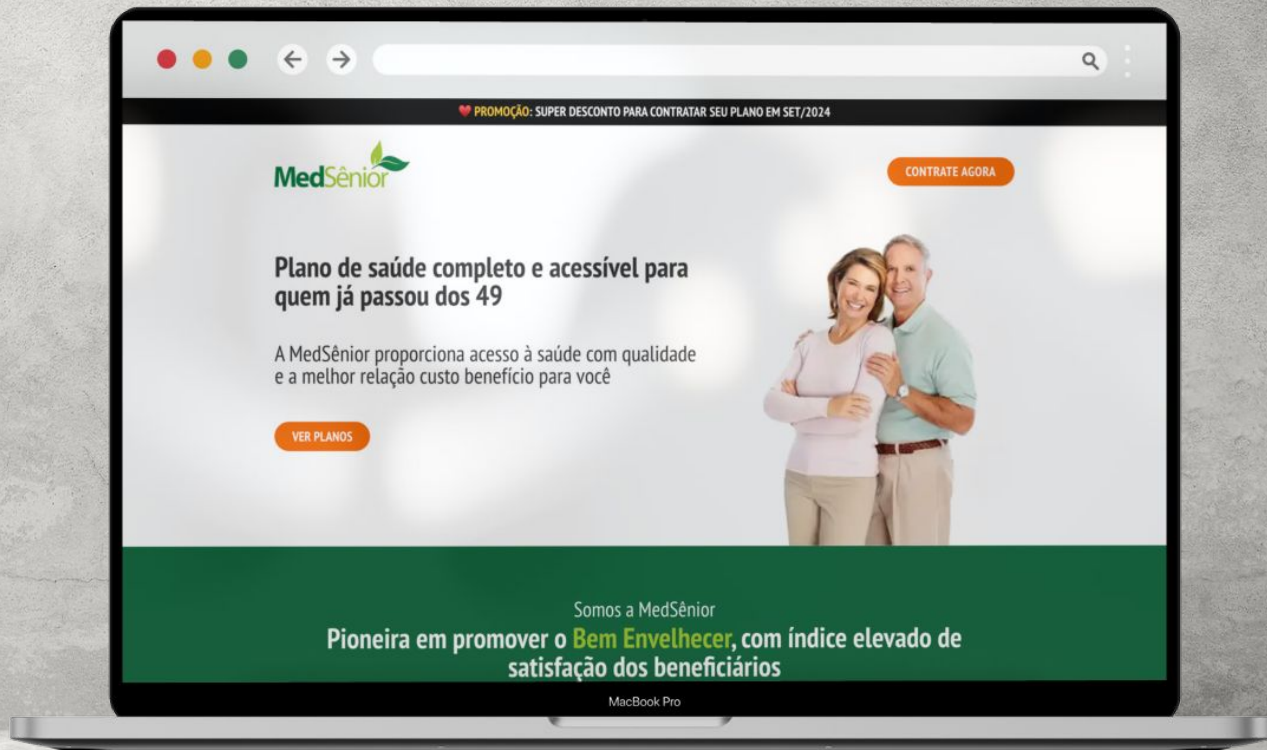 ❤️ PROMOÇÃO: SUPER DESCONTO PARA CONTRATAR SEU PLANO EM SET/2024
MedSênior
CONTRATE AGORA
Plano de saúde completo e acessível para
quem já passou dos 49
A MedSênior proporciona acesso à saúde com qualidade
e a melhor relação custo benefício para você
VER PLANOS
Somos a MedSênior
Pioneira em promover o Bem Envelhecer, com índice elevado de
satisfação dos beneficiários
MacBook Pro